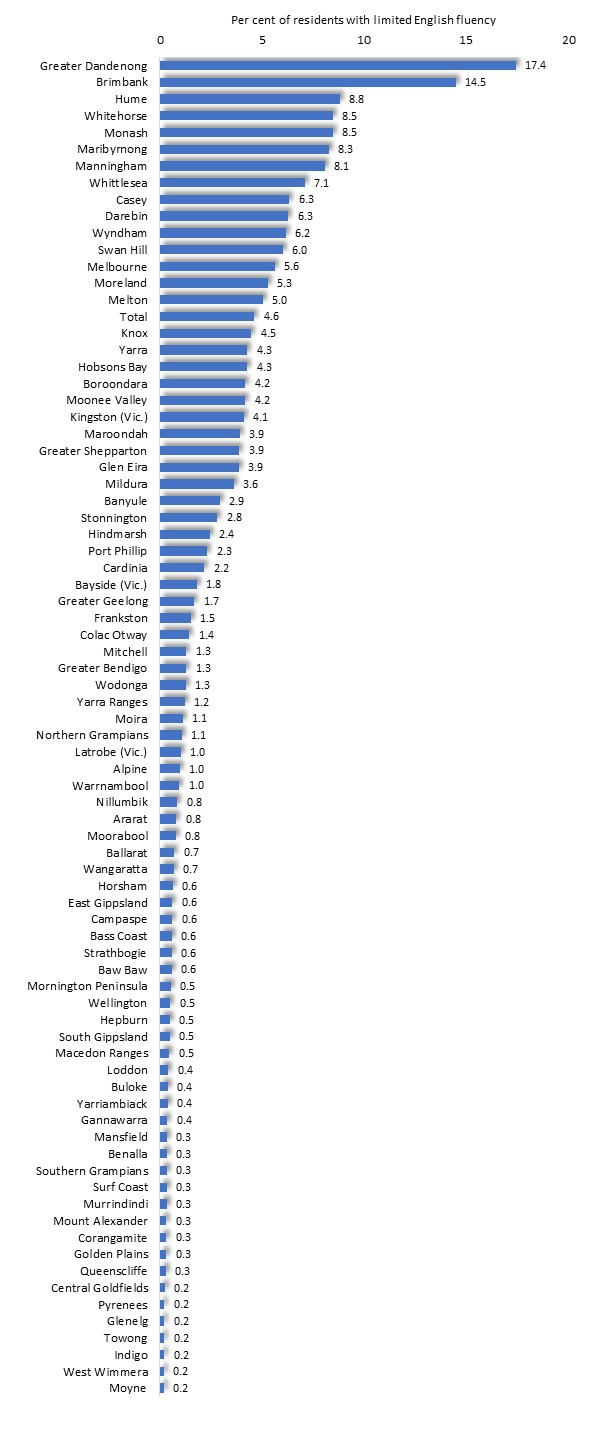 Per cent of residents with limited English fluency
0 5 10 15 20
Greater Dandenong 17.4
Brimbank 14.5
Hume 8.8
Whitehorse 8.5
Monash 8.5
Maribyrnong 8.3
Manningham 8.1
Whittlesea 7.1
Casey 6.3
Darebin 6.3
Wyndham 6.2
Swan Hill 6.0
Melbourne 5.6
Moreland 5.3
Melton 5.0
Total 4.6
Knox 4.5
Yarra 4.3
Hobsons Bay 4.3
Boroondara 4.2
Moonee Valley 4.2
Kingston (Vic.) 4.1
Maroondah 3.9
Greater Shepparton 3.9
Glen Eira 3.9
Mildura 3.6
Banyule 2.9
Stonnington 2.8
Hindmarsh 2.4
Port Phillip 2.3
Cardinia 2.2
Bayside (Vic.) 1.8
Greater Geelong 1.7
Frankston 1.5
Colac Otway 1.4
Mitchell 1.3
Greater Bendigo 1.3
Wodonga 1.3
Yarra Ranges 1.2
Moira 1.1
Northern Grampians 1.1
Latrobe (Vic.) 1.0
Alpine 1.0
Warrnambool 1.0
Nillumbik 0.8
Ararat 0.8
Moorabool 0.8
Ballarat 0.7
Wangaratta 0.7
Horsham 0.6
East Gippsland 0.6
Campaspe 0.6
Bass Coast 0.6
Strathbogie 0.6
Baw Baw 0.6
Mornington Peninsula 0.5
Wellington 0.5
Hepburn 0.5
South Gippsland 0.5
Macedon Ranges 0.5
Loddon 0.4
Buloke 0.4
Yarriambiack 0.4
Gannawarra 0.4
Mansfield 0.3
Benalla 0.3
Southern Grampians 0.3
Surf Coast 0.3
Murrindindi 0.3
Mount Alexander 0.3
Corangamite 0.3
Golden Plains 0.3
Queenscliffe 0.3
Central Goldfields 0.2
Pyrenees 0.2
Glenelg 0.2
Towong 0.2
Indigo 0.2
West Wimmera 0.2
Moyne 0.2